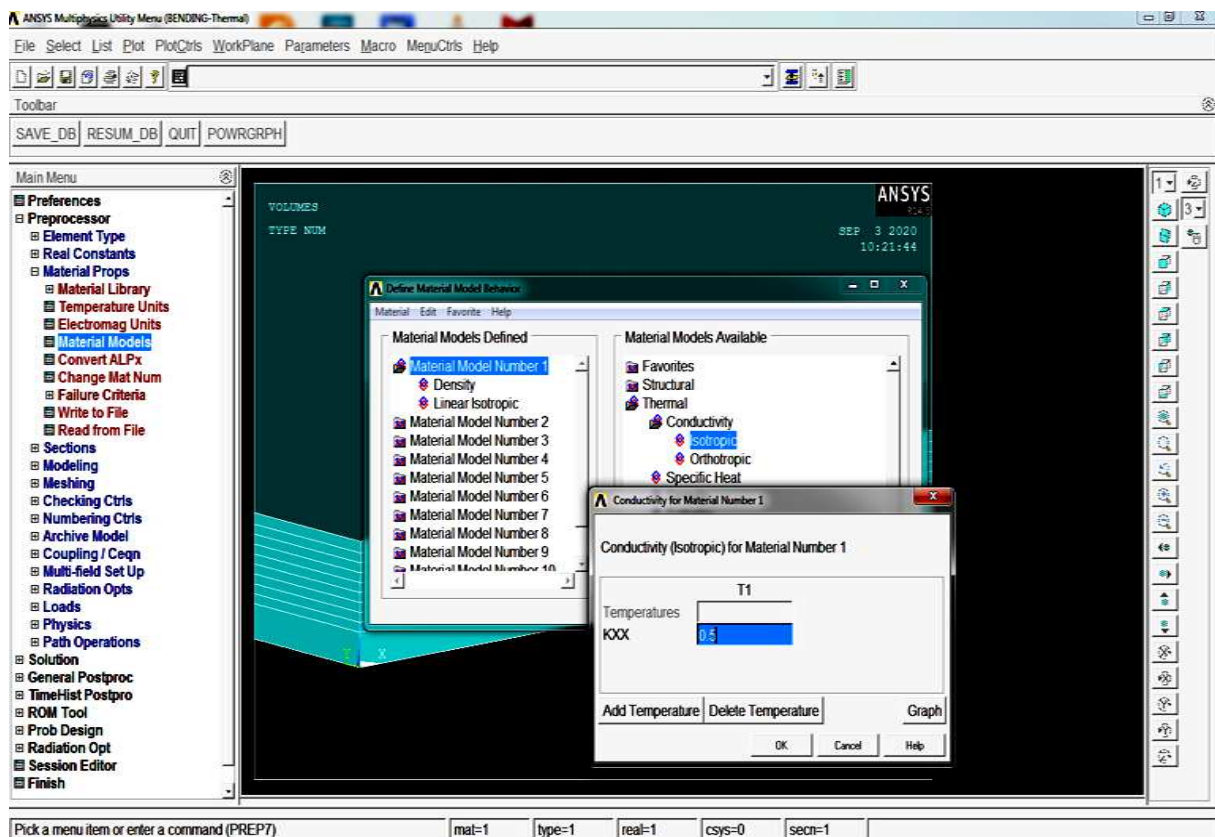 ANSYS Multiphysics Utility Menu (BENDING-Thermal)
File Select List Plot PlotCtrls WorkPlane Parameters Macro MenuCtrls Help
Toolbar
SAVE_DB RESUM_DB QUIT POWRGRPH
Main Menu
Preferences
Preprocessor
Element Type
Real Constants
Material Props
Material Library
Temperature Units
Electromag Units
Material Models
Convert ALPx
Change Mat Num
Failure Criteria
Write to File
Read from File
Sections
Modeling
Meshing
Checking Ctrls
Numbering Ctrls
Archive Model
Coupling / Ceqn
Multi-field Set Up
Radiation Opts
Loads
Physics
Path Operations
Solution
General Postproc
TimeHist Postpro
ROM Tool
Prob Design
Radiation Opt
Session Editor
Finish
VOLUMES
TYPE NUM
ANSYS
R14.5
SEP 3 2020
10:21:44
Define Material Model Behavior
Material Edit Favorite Help
Material Models Defined
Material Model Number 1
Density
Linear Isotropic
Material Model Number 2
Material Model Number 3
Material Model Number 4
Material Model Number 5
Material Model Number 6
Material Model Number 7
Material Model Number 8
Material Model Number 9
Material Model Number 10
Material Models Available
Favorites
Structural
Thermal
Conductivity
Isotropic
Orthotropic
Specific Heat
Conductivity for Material Number 1
Conductivity (Isotropic) for Material Number 1
T1
Temperatures
KXX 0.5
Add Temperature Delete Temperature Graph
OK Cancel Help
Y X
1
3
Pick a menu item or enter a command (PREP7) mat=1 type=1 real=1 csys=0 secn=1